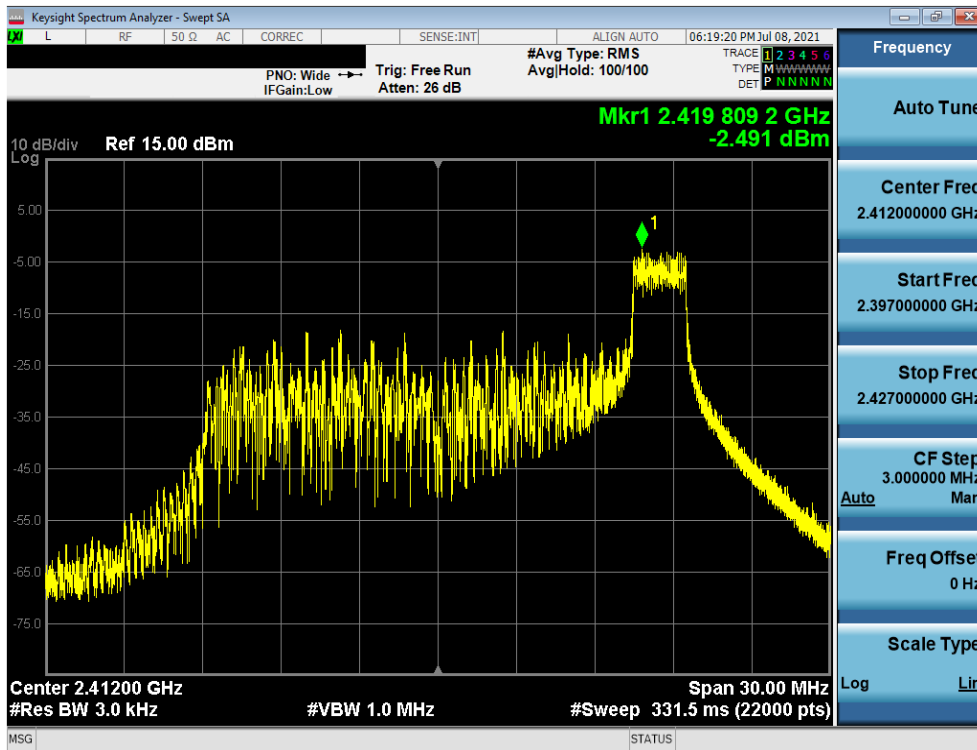 Keysight Spectrum Analyzer - Swept SA
LXI L RF 50 Ω AC CORREC SENSE:INT ALIGN AUTO 06:19:20 PM Jul 08, 2021
PNO: Wide
IFGain:Low
Trig: Free Run
Atten: 26 dB
#Avg Type: RMS
Avg|Hold: 100/100
TRACE 1 2 3 4 5 6
TYPE M W W W W W
DET P N N N N N
Mkr1 2.419 809 2 GHz
-2.491 dBm
10 dB/div
Log
Ref 15.00 dBm
1
5.00
-5.00
-15.0
-25.0
-35.0
-45.0
-55.0
-65.0
-75.0
Center 2.41200 GHz
Span 30.00 MHz
#Res BW 3.0 kHz
#VBW 1.0 MHz
#Sweep 331.5 ms (22000 pts)
MSG
STATUS
Frequency
Auto Tune
Center Freq
2.412000000 GHz
Start Freq
2.397000000 GHz
Stop Freq
2.427000000 GHz
CF Step
3.000000 MHz
Auto Man
Freq Offset
0 Hz
Scale Type
Log Lin